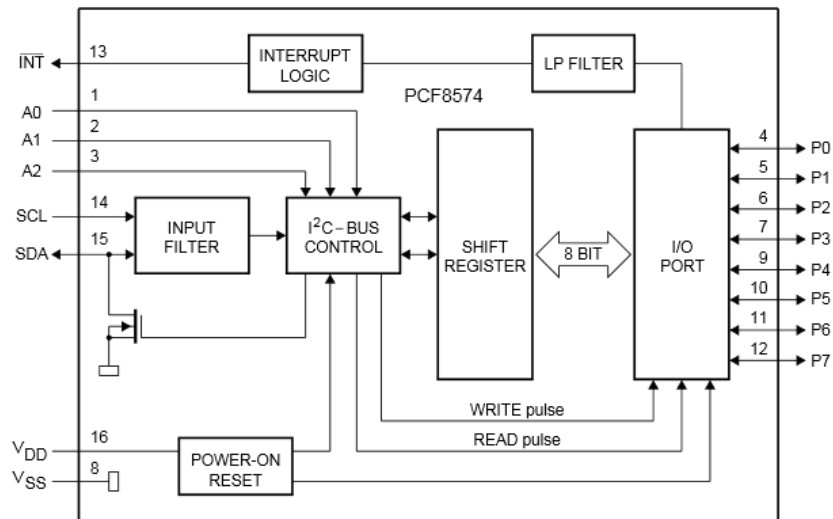 INT
13
INTERRUPT
LOGIC
LP FILTER
PCF8574
A0
1
A1
2
A2
3
SCL
14
SDA
15
INPUT
FILTER
I²C–BUS
CONTROL
SHIFT
REGISTER
8 BIT
I/O
PORT
4
P0
5
P1
6
P2
7
P3
9
P4
10
P5
11
P6
12
P7
WRITE pulse
READ pulse
VDD
16
VSS
8
POWER-ON
RESET